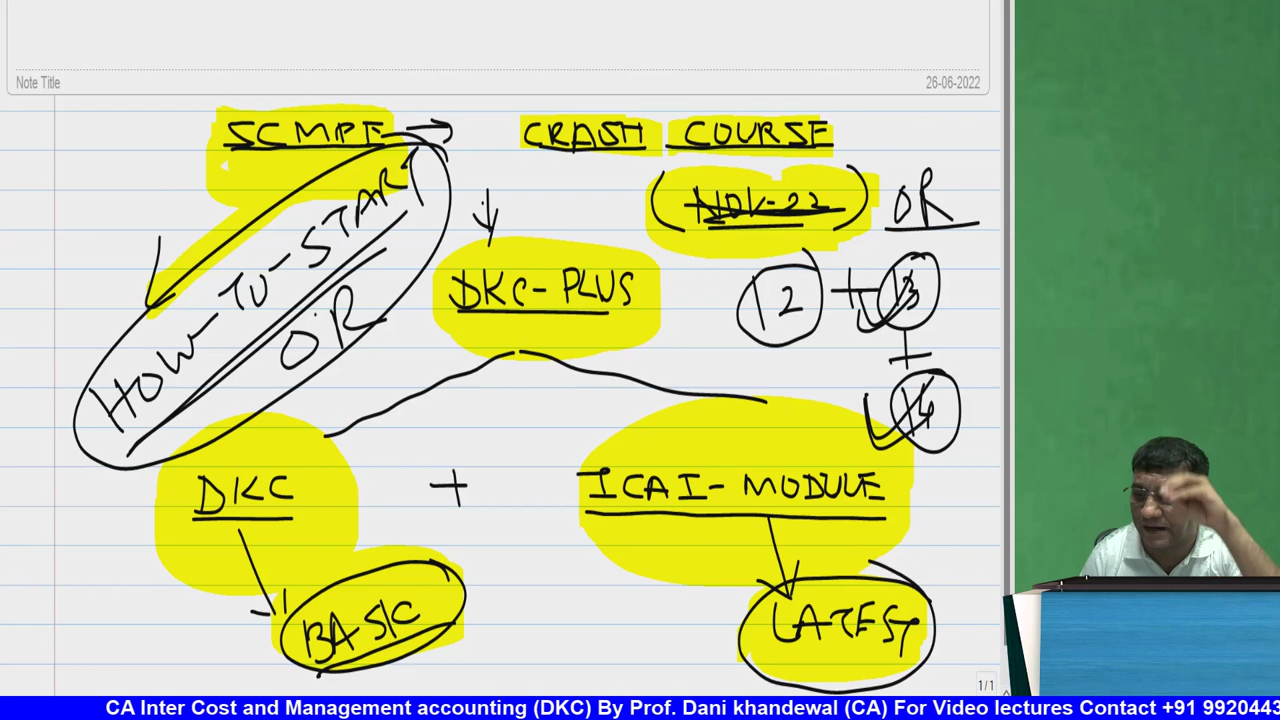 Note Title
26-06-2022
SCMPE → CRASH COURSE
(NOV-22) OR
HOW-TO-START
OR
DKC-PLUS
12 + 13
+
14
DKC + ICAI-MODULE
BASIC
LATEST
1/1
CA Inter Cost and Management accounting (DKC) By Prof. Dani khandewal (CA) For Video lectures Contact +91 9920443